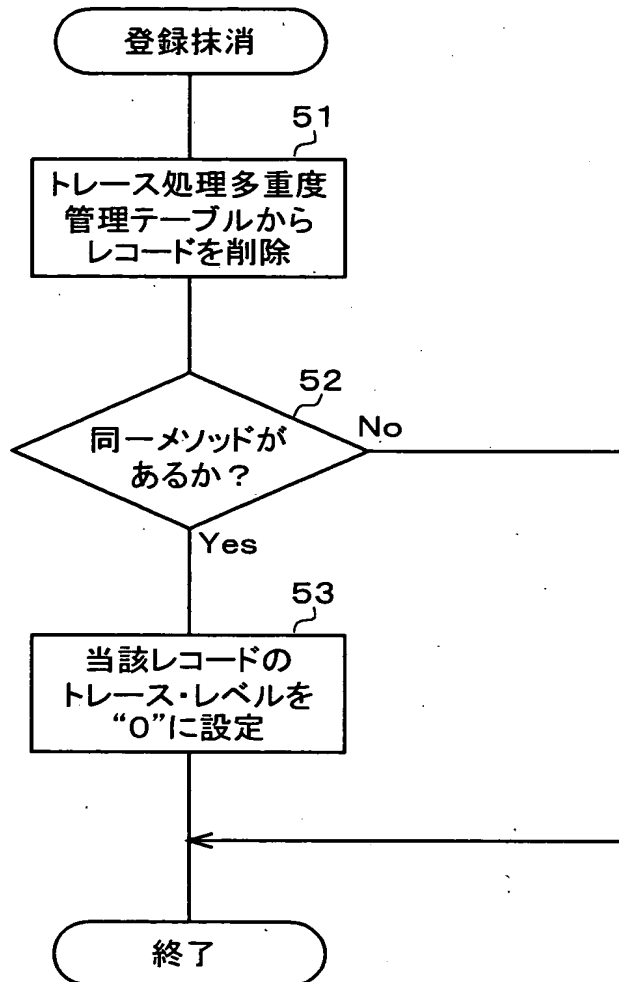 登録抹消
51
トレース処理多重度
管理テーブルから
レコードを削除
52
同一メソッドが
あるか?
No
Yes
53
当該レコードの
トレース・レベルを
“0”に設定
終了